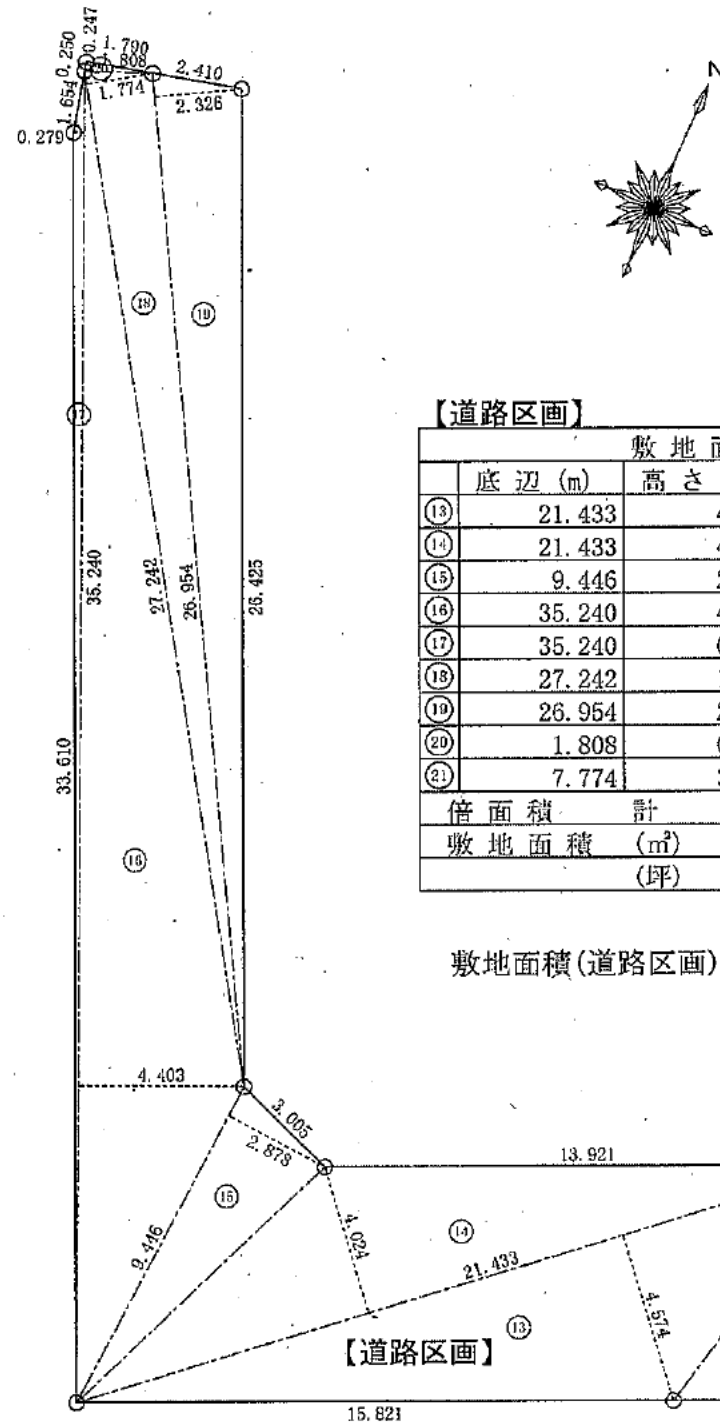 0.250
0.247
1.790
1.808
2.410
1.654
1.774
2.326
0.279
N
⑱
⑲
⑰
35.240
27.242
26.954
26.425
33.610
⑯
【道路区画】
敷地面
底辺(m) 高さ
⑬ 21.433 4
⑭ 21.433 4
⑮ 9.446 2
⑯ 35.240 4
⑰ 35.240
⑱ 27.242
⑲ 26.954 2
⑳ 1.808
㉑ 7.774
倍面積 計
敷地面積 (㎡)
(坪)
敷地面積(道路区画)
4.403
3.005
2.878
13.921
⑮
9.446
4.024
⑭
21.433
4.574
⑬
【道路区画】
15.821